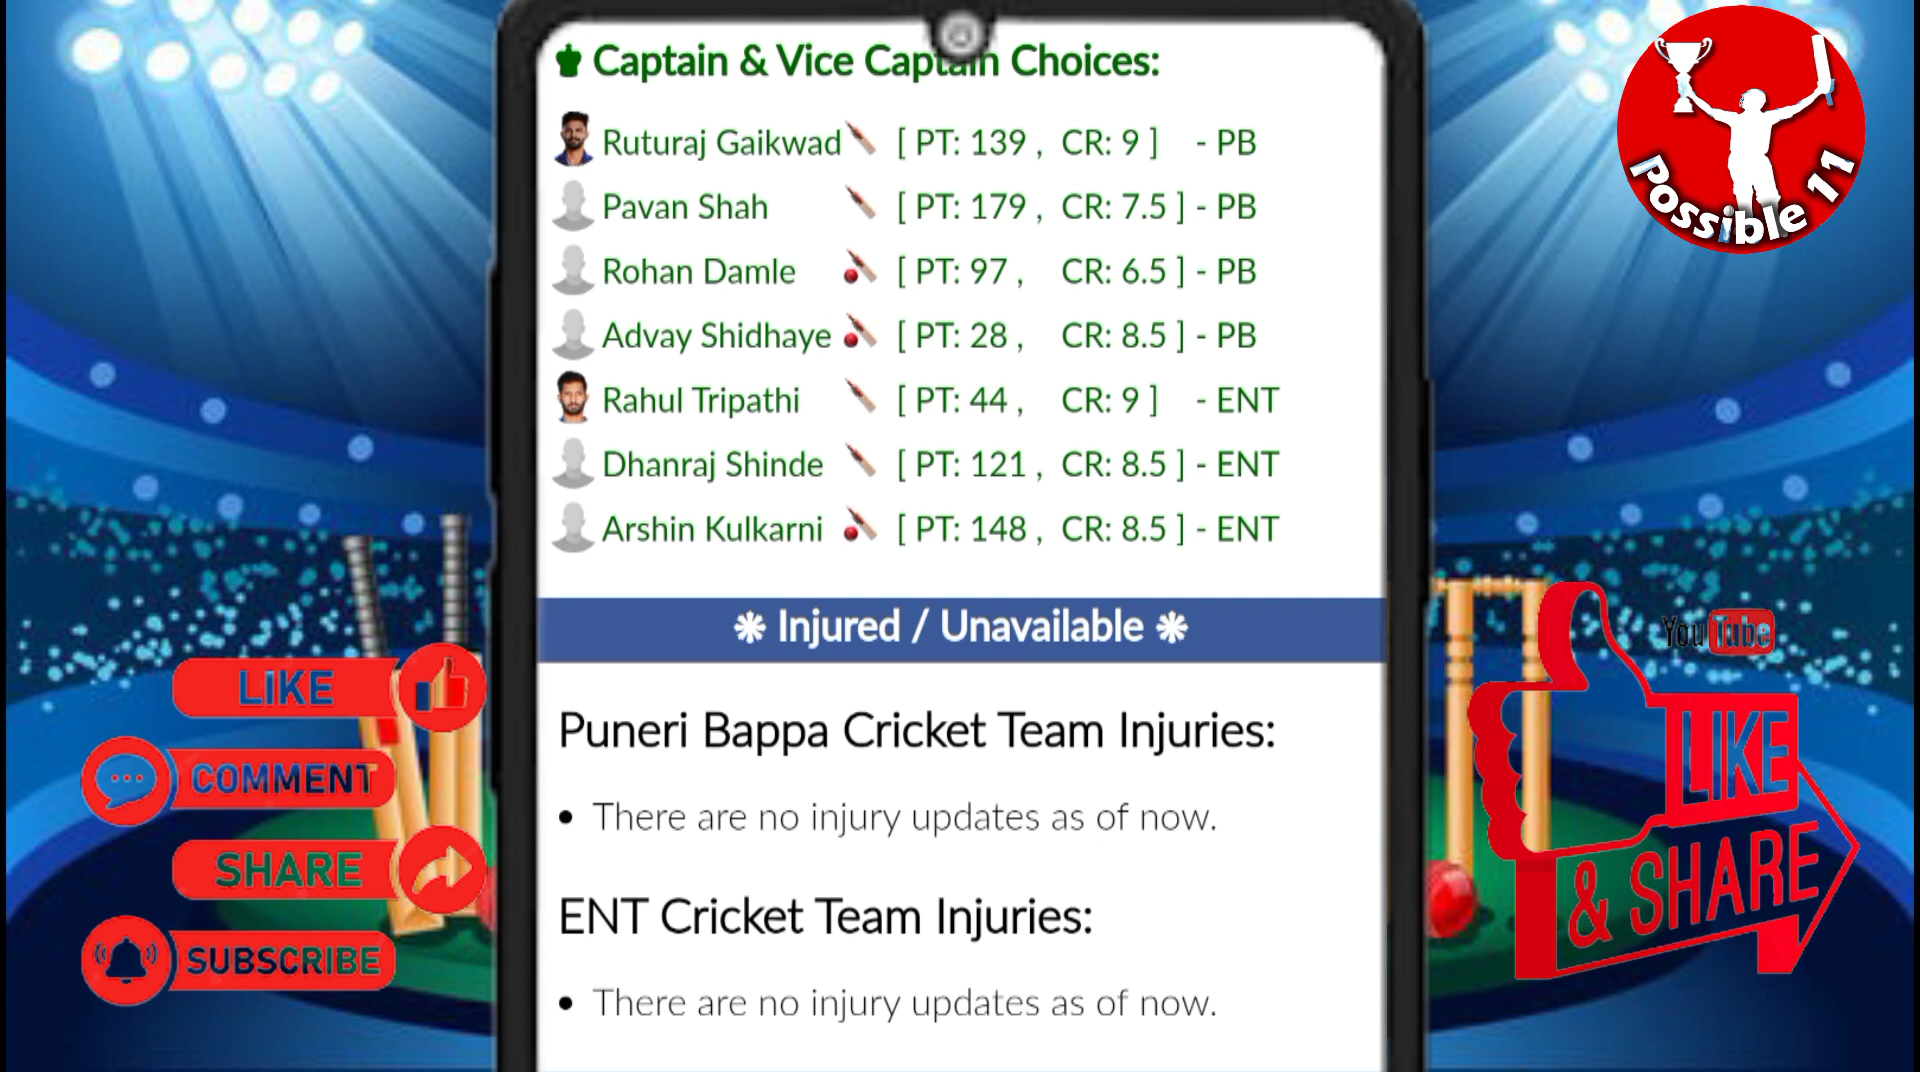 Captain & Vice Captain Choices:
Ruturaj Gaikwad [ PT: 139 , CR: 9 ] - PB
Pavan Shah [ PT: 179 , CR: 7.5 ] - PB
Rohan Damle [ PT: 97 , CR: 6.5 ] - PB
Advay Shidhaye [ PT: 28 , CR: 8.5 ] - PB
Rahul Tripathi [ PT: 44 , CR: 9 ] - ENT
Dhanraj Shinde [ PT: 121 , CR: 8.5 ] - ENT
Arshin Kulkarni [ PT: 148 , CR: 8.5 ] - ENT
Injured / Unavailable
Puneri Bappa Cricket Team Injuries:
• There are no injury updates as of now.
ENT Cricket Team Injuries:
• There are no injury updates as of now.
Possible 11
LIKE
COMMENT
SHARE
SUBSCRIBE
YouTube
LIKE
& SHARE